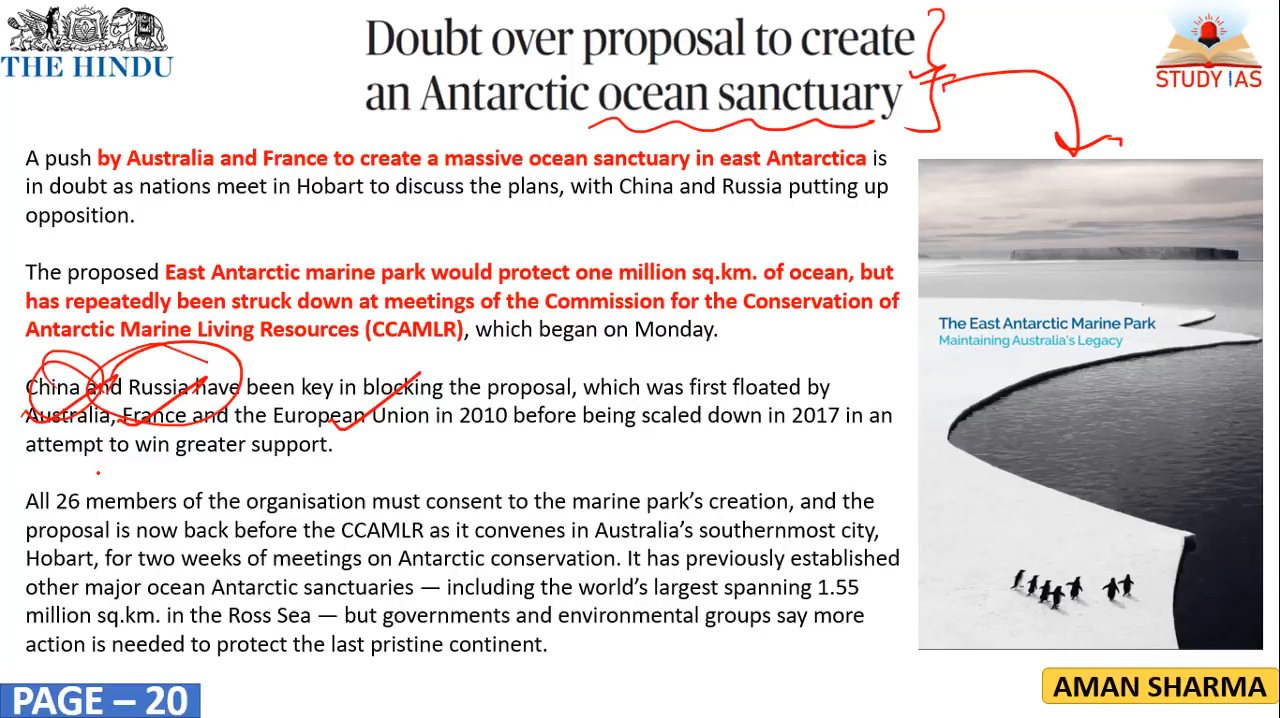 THE HINDU
Doubt over proposal to create
an Antarctic ocean sanctuary
STUDY IAS
A push by Australia and France to create a massive ocean sanctuary in east Antarctica is
in doubt as nations meet in Hobart to discuss the plans, with China and Russia putting up
opposition.
The proposed East Antarctic marine park would protect one million sq.km. of ocean, but
has repeatedly been struck down at meetings of the Commission for the Conservation of
Antarctic Marine Living Resources (CCAMLR), which began on Monday.
China and Russia have been key in blocking the proposal, which was first floated by
Australia, France and the European Union in 2010 before being scaled down in 2017 in an
attempt to win greater support.
All 26 members of the organisation must consent to the marine park’s creation, and the
proposal is now back before the CCAMLR as it convenes in Australia’s southernmost city,
Hobart, for two weeks of meetings on Antarctic conservation. It has previously established
other major ocean Antarctic sanctuaries — including the world’s largest spanning 1.55
million sq.km. in the Ross Sea — but governments and environmental groups say more
action is needed to protect the last pristine continent.
The East Antarctic Marine Park
Maintaining Australia's Legacy
PAGE – 20
AMAN SHARMA